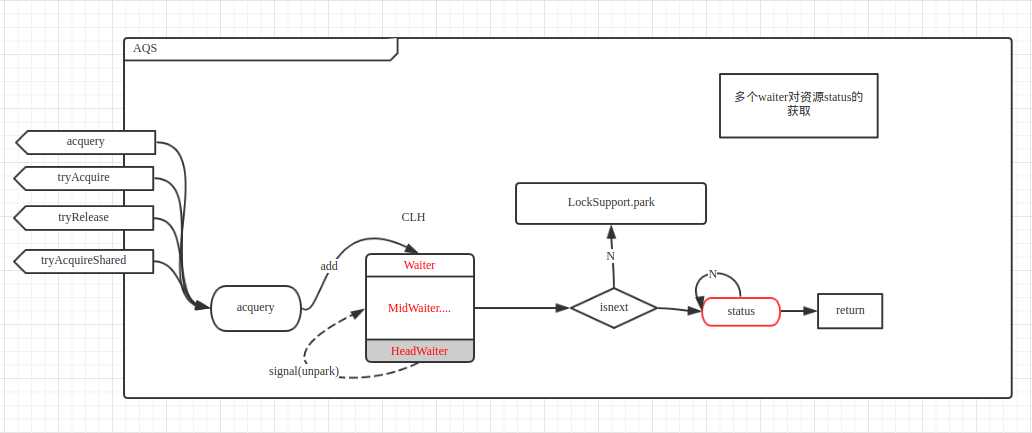 AQS
多个waiter对资源status的
获取
acquery
tryAcquire
tryRelease
tryAcquireShared
CLH
LockSupport.park
add
Waiter
N
N
acquery
MidWaiter....
isnext
status
return
HeadWaiter
signal(unpark)